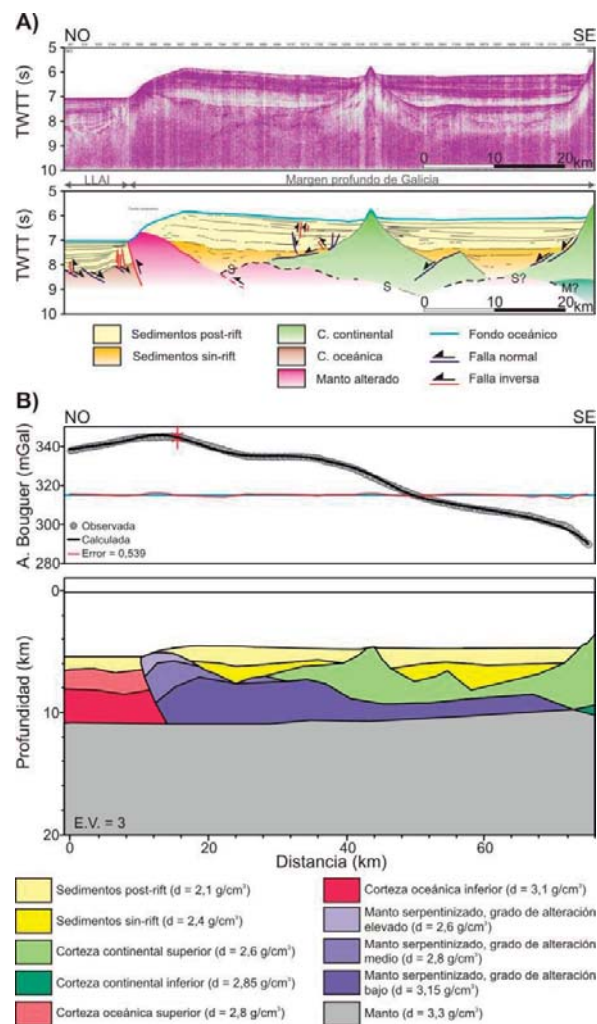 A)
NO SE
TWTT (s)
5
6
7
8
9
10
0 10 20
km
LLAI Margen profundo de Galicia
TWTT (s)
5
6
7
8
9
10
S
S
S?
M?
0 10 20
km
Sedimentos post-rift
Sedimentos sin-rift
C. continental
C. oceánica
Manto alterado
Fondo oceánico
Falla normal
Falla inversa
B)
NO SE
A. Bouguer (mGal)
340
320
300
280
Observada
Calculada
Error = 0,539
Profundidad (km)
0
10
20
E.V. = 3
0 20 40 60
Distancia (km)
Sedimentos post-rift (d = 2,1 g/cm³)
Sedimentos sin-rift (d = 2,4 g/cm³)
Corteza continental superior (d = 2,6 g/cm³)
Corteza continental inferior (d = 2,85 g/cm³)
Corteza oceánica superior (d = 2,8 g/cm³)
Corteza oceánica inferior (d = 3,1 g/cm³)
Manto serpentinizado, grado de alteración
elevado (d = 2,6 g/cm³)
Manto serpentinizado, grado de alteración
medio (d = 2,8 g/cm³)
Manto serpentinizado, grado de alteración
bajo (d = 3,15 g/cm³)
Manto (d = 3,3 g/cm³)